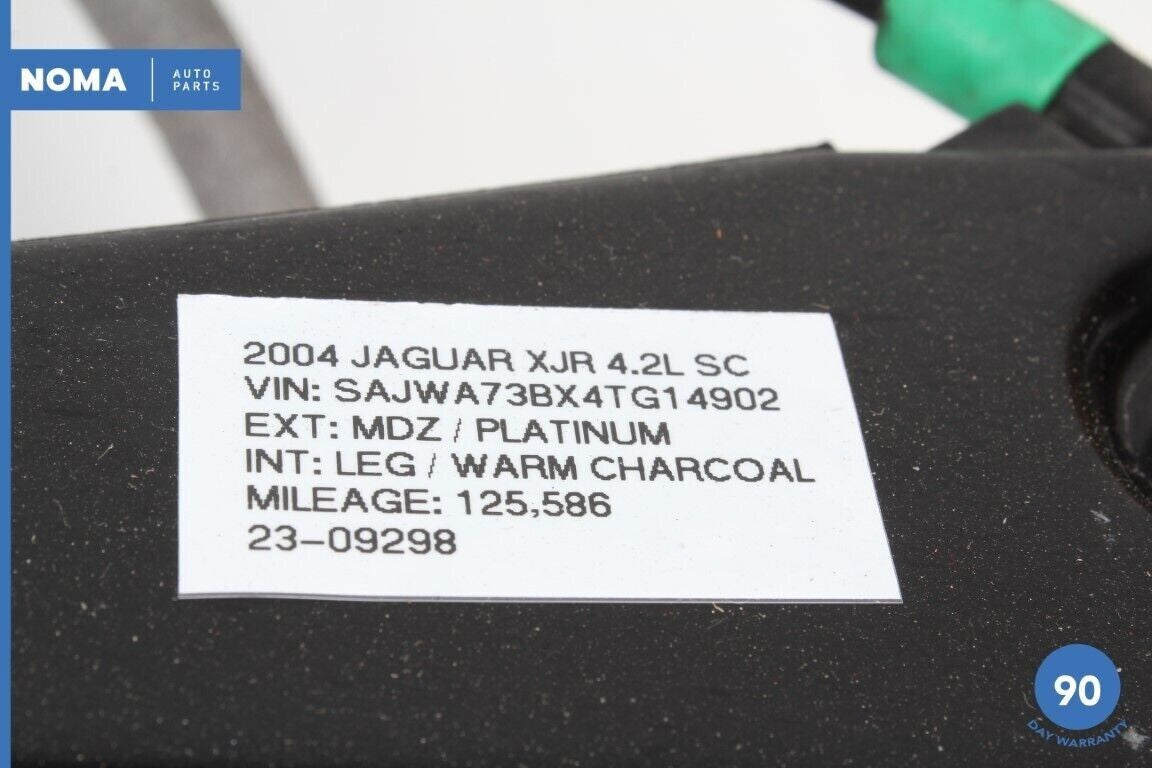 NOMA
AUTO
PARTS
2004 JAGUAR XJR 4.2L SC
VIN: SAJWA73BX4TG14902
EXT: MDZ / PLATINUM
INT: LEG / WARM CHARCOAL
MILEAGE: 125,586
23-09298
90
DAY WARRANTY